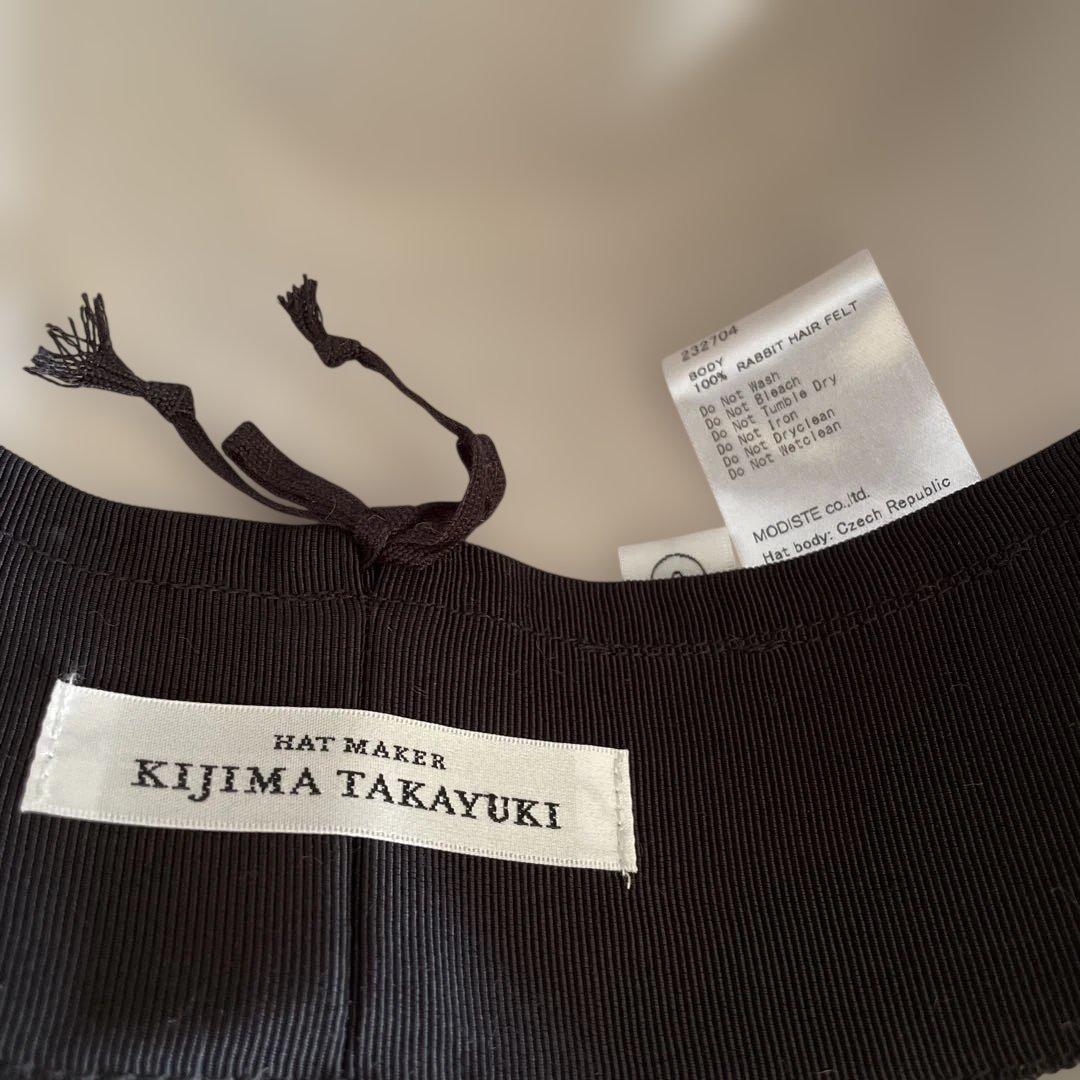 232704
BODY
100% RABBIT HAIR FELT
Do Not Wash
Do Not Bleach
Do Not Tumble Dry
Do Not Iron
Do Not Dryclean
Do Not Wetclean
MODISTE co.,ltd.
Hat body: Czech Republic
HAT MAKER
KIJIMA TAKAYUKI